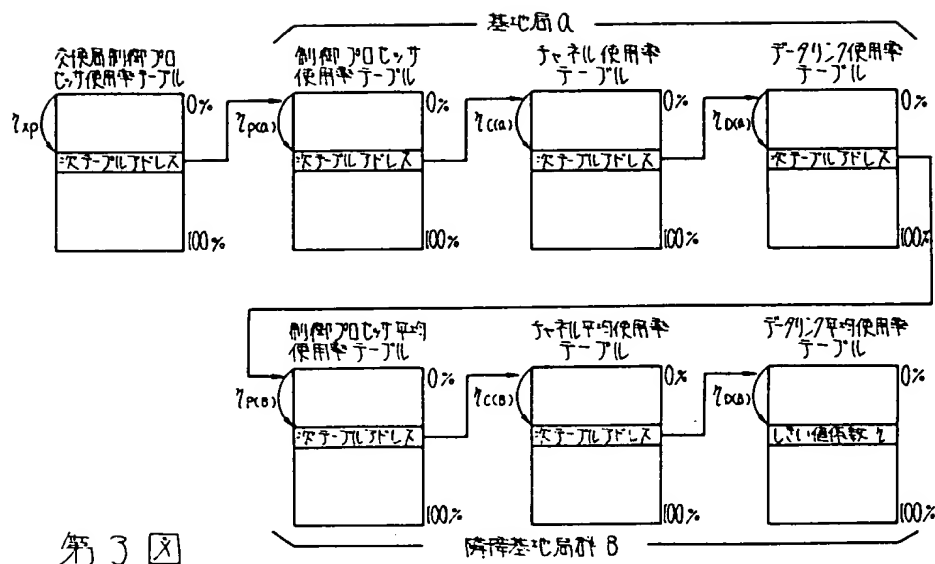 基地局a
交換局制御プロ
セッサ使用率テーブル
制御プロセッサ
使用率テーブル
チャネル使用率
テーブル
データリンク使用率
テーブル
0%
0%
0%
0%
ηxp
ηP(a)
ηC(a)
ηD(a)
次テーブルアドレス
次テーブルアドレス
次テーブルアドレス
次テーブルアドレス
100%
100%
100%
100%
制御プロセッサ平均
使用率テーブル
チャネル平均使用率
テーブル
データリンク平均使用率
テーブル
0%
0%
0%
ηP(B)
ηC(B)
ηD(B)
次テーブルアドレス
次テーブルアドレス
しきい値係数 η
100%
100%
100%
隣接基地局群B
第3図